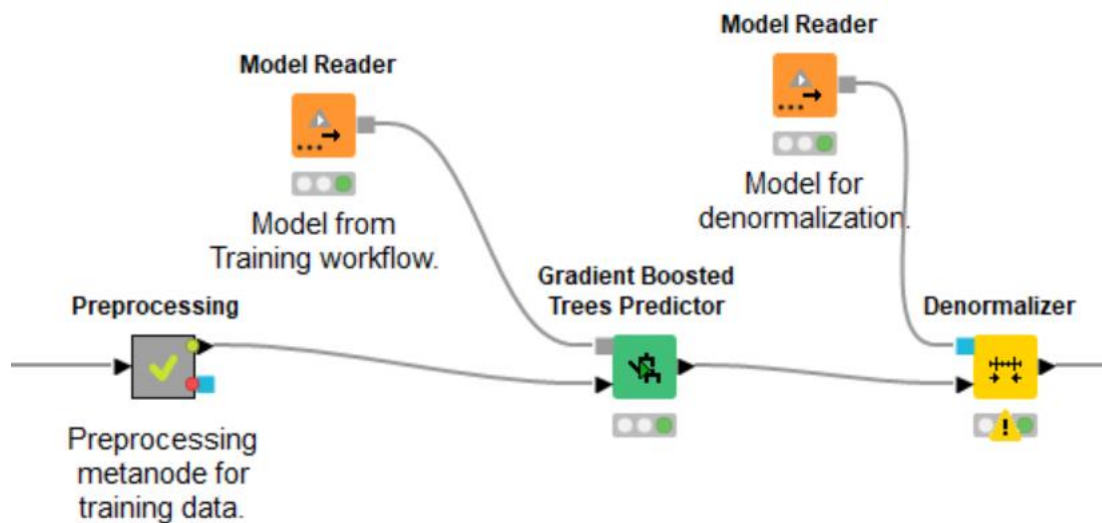 Model Reader
Model from
Training workflow.
Model Reader
Model for
denormalization.
Preprocessing
Preprocessing
metanode for
training data.
Gradient Boosted
Trees Predictor
Denormalizer